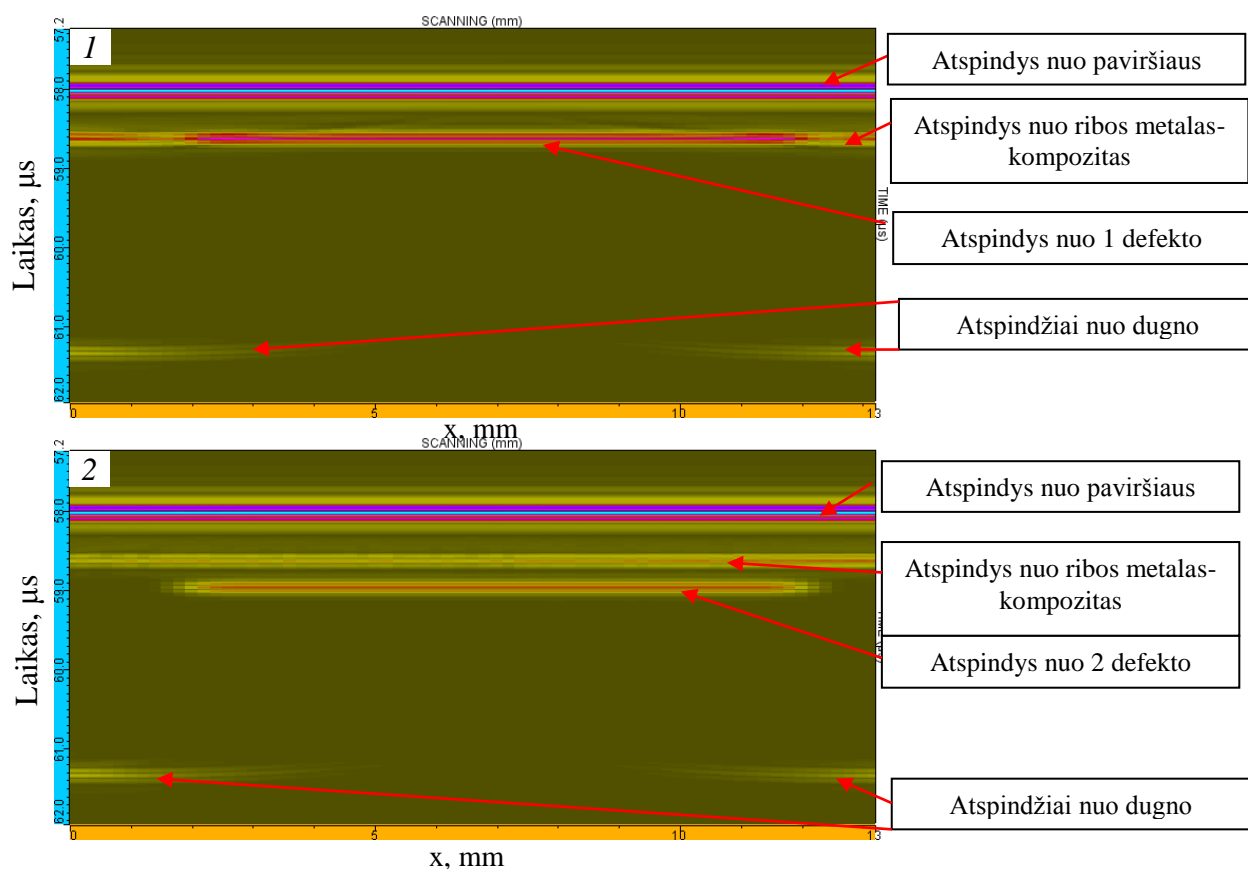 SCANNING (mm)
1
57.2
58.0
59.0
60.0
61.0
62.0
Laikas, µs
TIME (µs)
0
5
10
13
x, mm
Atspindys nuo paviršiaus
Atspindys nuo ribos metalas-
kompozitas
Atspindys nuo 1 defekto
Atspindžiai nuo dugno
SCANNING (mm)
2
57.2
58.0
59.0
60.0
61.0
62.0
Laikas, µs
0
5
10
13
x, mm
Atspindys nuo paviršiaus
Atspindys nuo ribos metalas-
kompozitas
Atspindys nuo 2 defekto
Atspindžiai nuo dugno